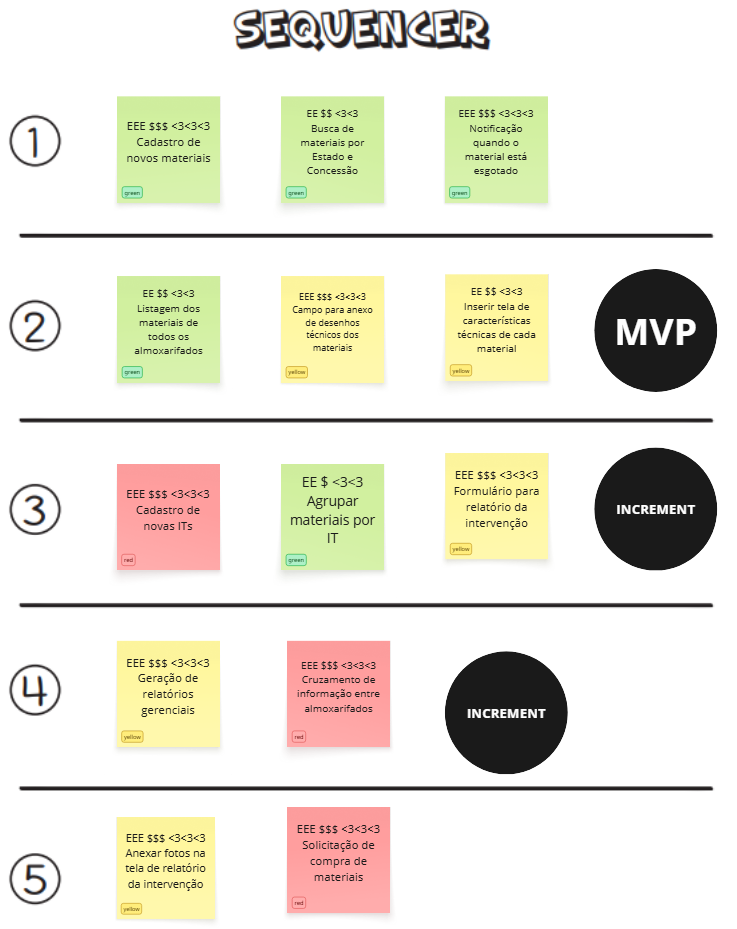 SEQUENCER
1
EEE $$$ <3<3<3
Cadastro de
novos materiais
green
EE $$ <3<3
Busca de
materiais por
Estado e
Concessão
green
EEE $$$ <3<3<3
Notificação
quando o
material está
esgotado
green
2
EE $$ <3<3
Listagem dos
materiais de
todos os
almoxarifados
green
EEE $$$ <3<3<3
Campo para anexo
de desenhos
técnicos dos
materiais
yellow
EE $$ <3<3
Inserir tela de
características
técnicas de cada
material
yellow
MVP
3
EEE $$$ <3<3<3
Cadastro de
novas ITs
red
EE $ <3<3
Agrupar
materiais por
IT
green
EEE $$$ <3<3<3
Formulário para
relatório da
intervenção
yellow
INCREMENT
4
EEE $$$ <3<3<3
Geração de
relatórios
gerenciais
yellow
EEE $$$ <3<3<3
Cruzamento de
informação entre
almoxarifados
red
INCREMENT
5
EEE $$$ <3<3<3
Anexar fotos na
tela de relatório
da intervenção
yellow
EEE $$$ <3<3<3
Solicitação de
compra de
materiais
red